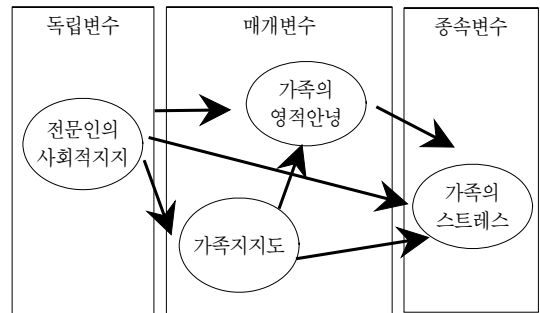 독립변수
매개변수
종속변수
전문인의
사회적지지
가족의
영적안녕
가족지지도
가족의
스트레스